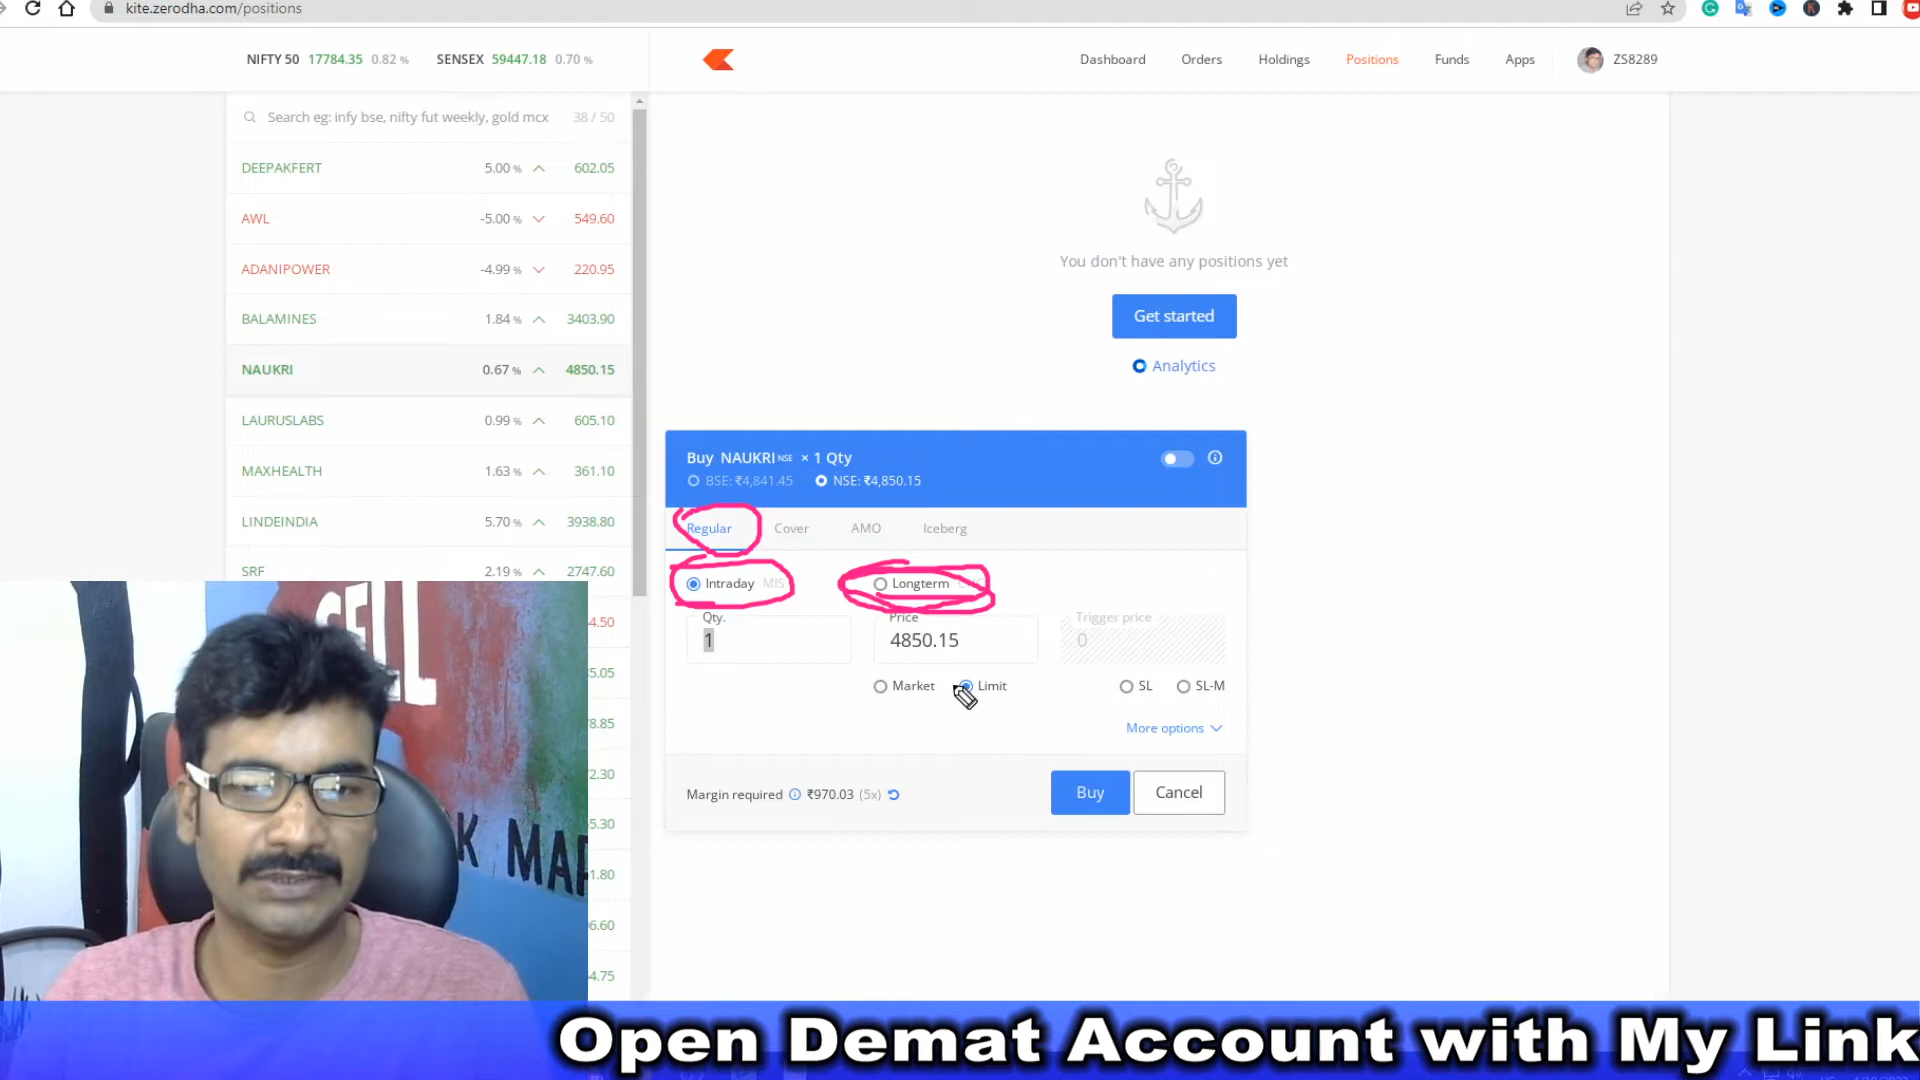 kite.zerodha.com/positions
NIFTY 50 17784.35 0.82 % SENSEX 59447.18 0.70 %
Dashboard Orders Holdings Positions Funds Apps ZS8289
Search eg: infy bse, nifty fut weekly, gold mcx 38 / 50
DEEPAKFERT 5.00 % 602.05
AWL -5.00 % 549.60
ADANIPOWER -4.99 % 220.95
BALAMINES 1.84 % 3403.90
NAUKRI 0.67 % 4850.15
LAURUSLABS 0.99 % 605.10
MAXHEALTH 1.63 % 361.10
LINDEINDIA 5.70 % 3938.80
SRF 2.19 % 2747.60
You don't have any positions yet
Get started
Analytics
Buy NAUKRI NSE × 1 Qty
BSE: ₹4,841.45 NSE: ₹4,850.15
Regular Cover AMO Iceberg
Intraday MIS Longterm
Qty. Price Trigger price
1 4850.15 0
Market Limit SL SL-M
More options
Margin required ₹970.03 (5x) Buy Cancel
Open Demat Account with My Link